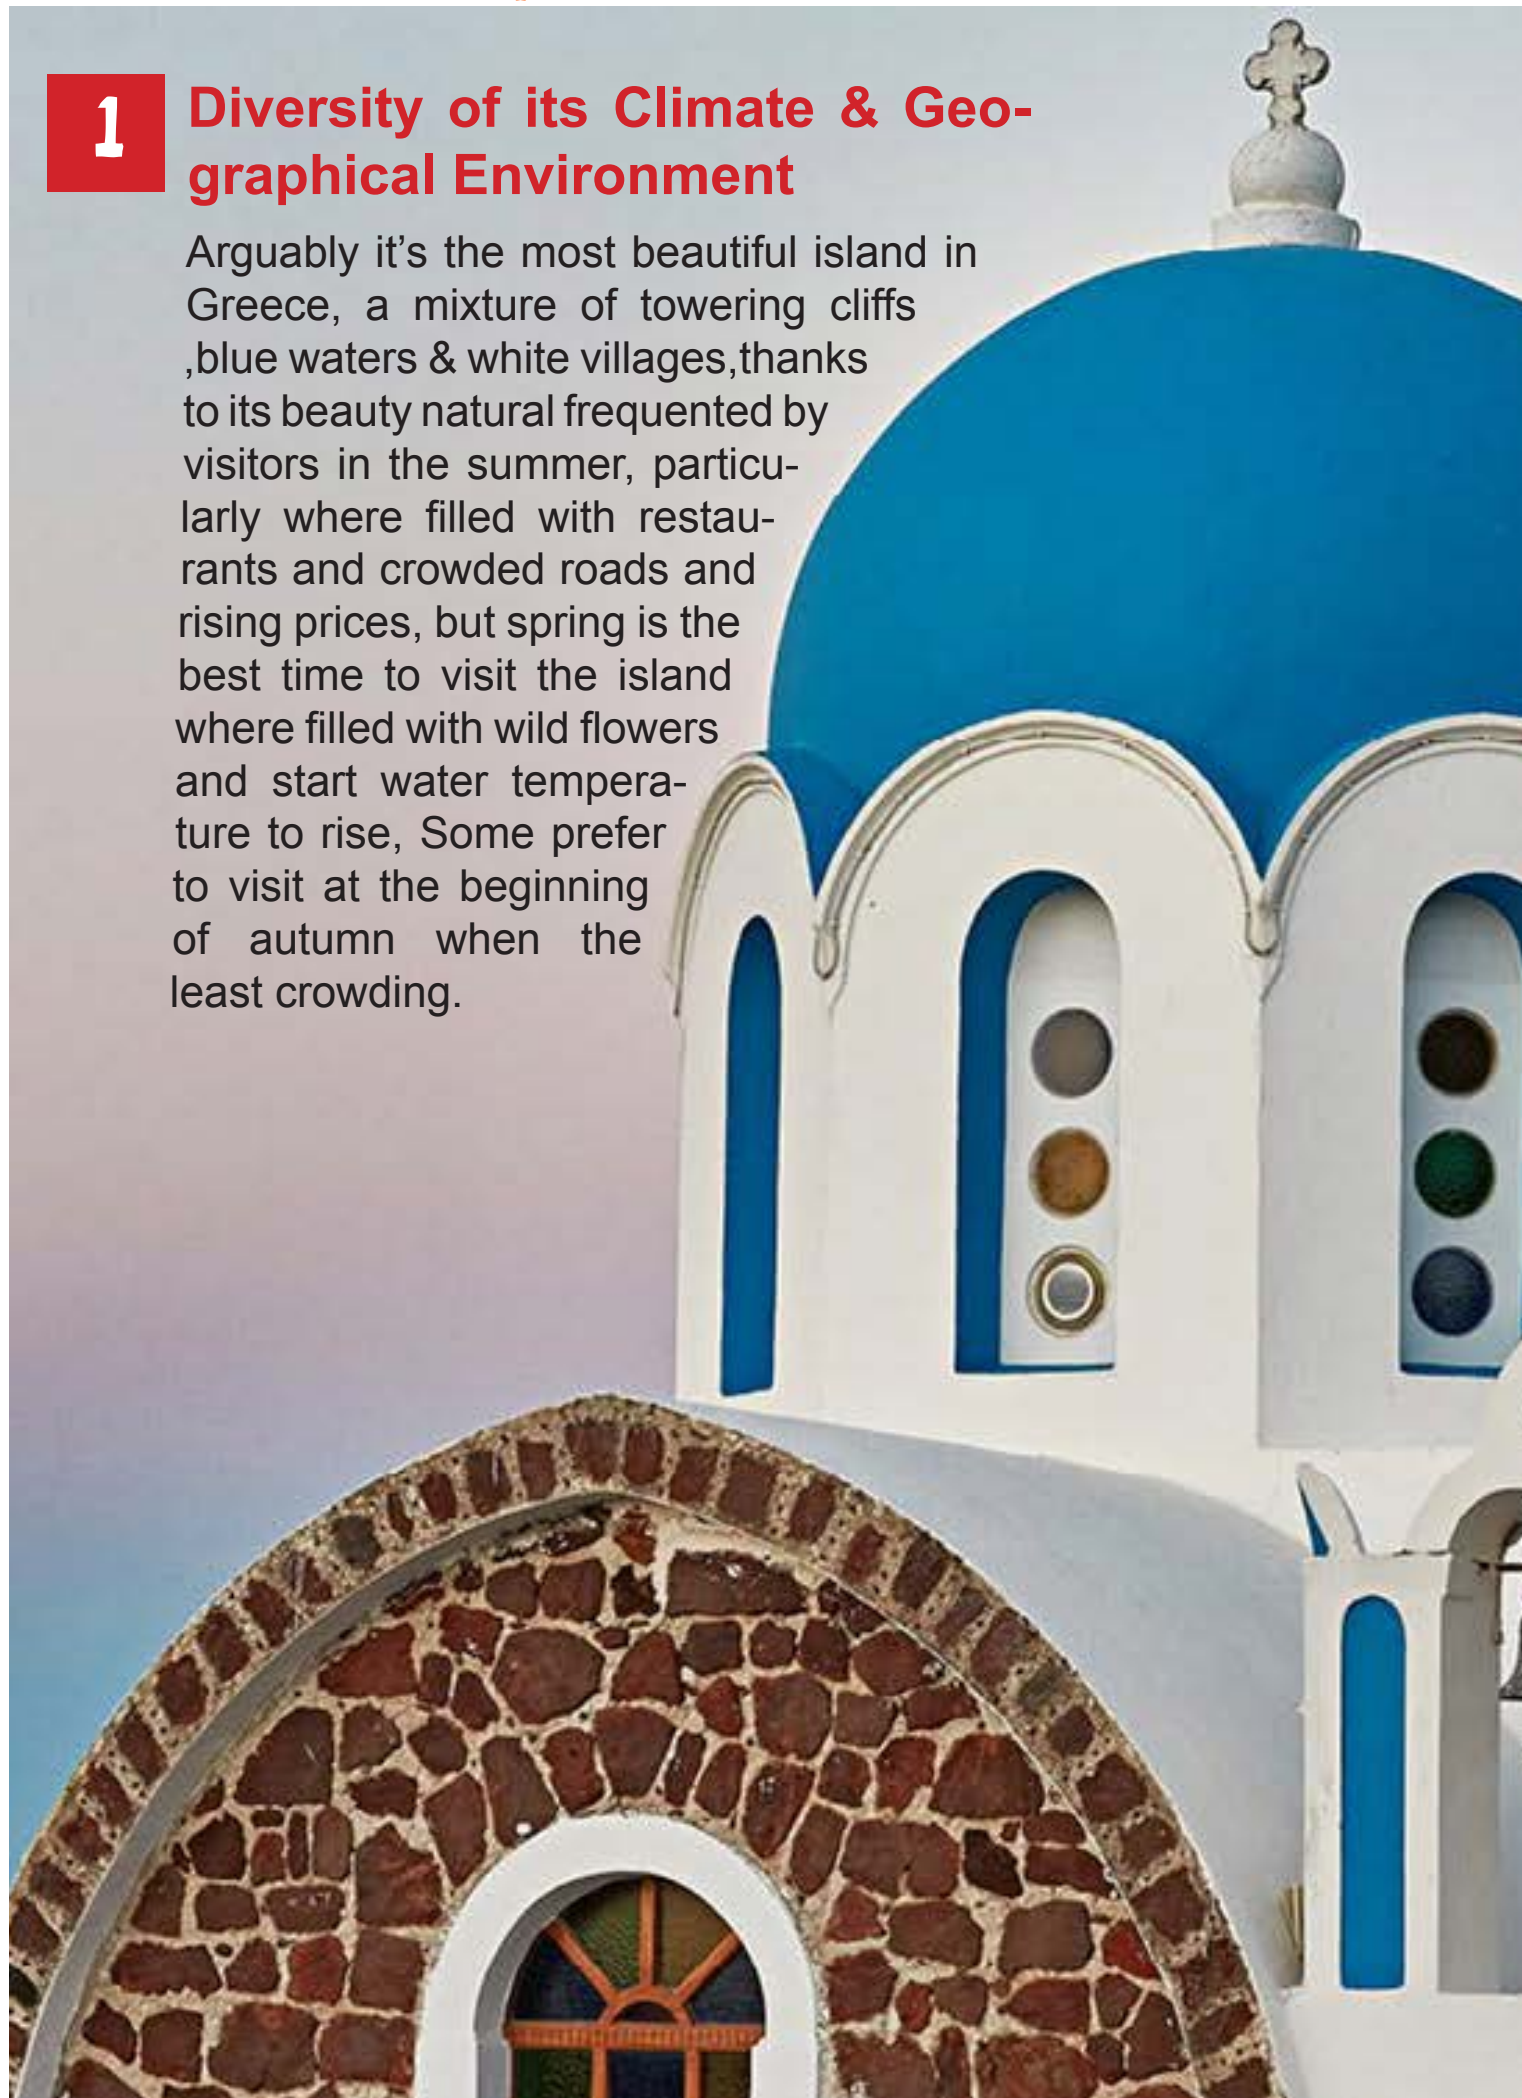 1
Diversity of its Climate & Geo-
graphical Environment
Arguably it’s the most beautiful island in
Greece, a mixture of towering cliffs
,blue waters & white villages,thanks
to its beauty natural frequented by
visitors in the summer, particu-
larly where filled with restau-
rants and crowded roads and
rising prices, but spring is the
best time to visit the island
where filled with wild flowers
and start water tempera-
ture to rise, Some prefer
to visit at the beginning
of autumn when the
least crowding.